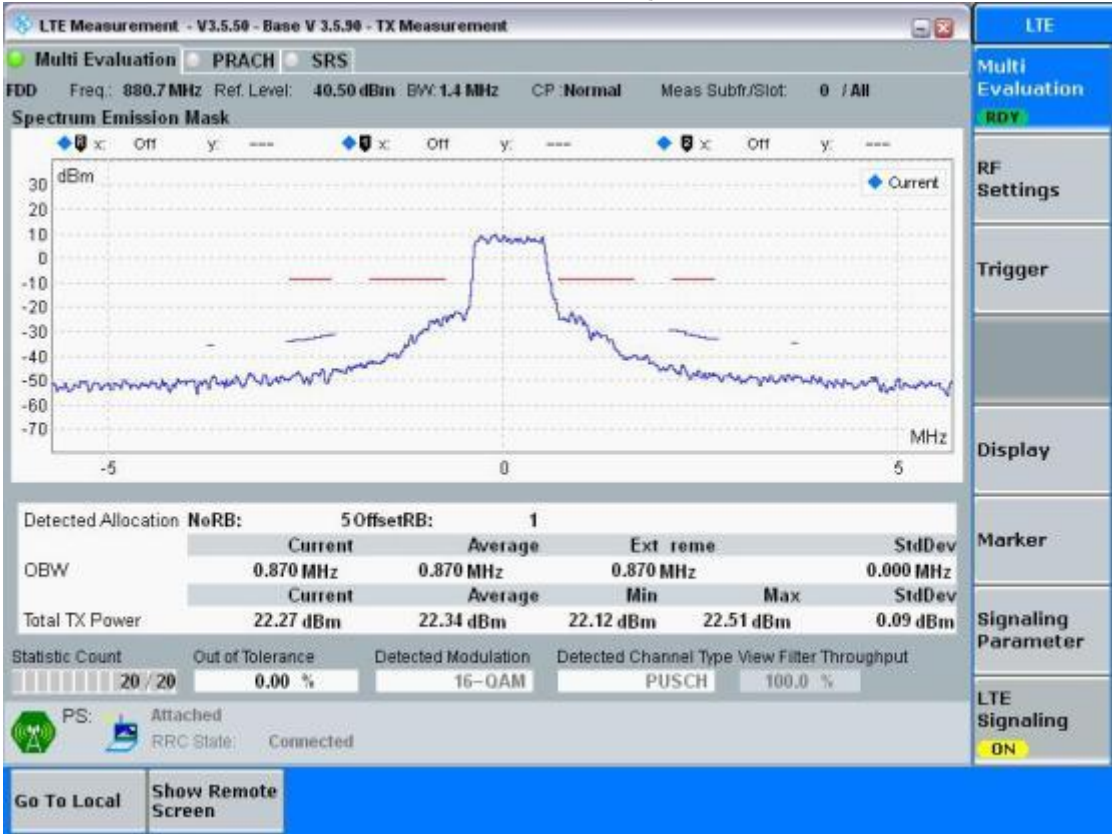 LTE Measurement - V3.5.50 - Base V 3.5.90 - TX Measurement
LTE
Multi Evaluation PRACH SRS
FDD Freq.: 880.7 MHz Ref. Level: 40.50 dBm BW: 1.4 MHz CP :Normal Meas Subfr./Slot: 0 / All
Spectrum Emission Mask
x: Off y: --- x: Off y: --- x: Off y: ---
dBm
Current
30
20
10
0
-10
-20
-30
-40
-50
-60
-70
MHz
-5 0 5
Detected Allocation NoRB: 5 OffsetRB: 1
Current Average Ext reme StdDev
OBW 0.870 MHz 0.870 MHz 0.870 MHz 0.000 MHz
Current Average Min Max StdDev
Total TX Power 22.27 dBm 22.34 dBm 22.12 dBm 22.51 dBm 0.09 dBm
Statistic Count Out of Tolerance Detected Modulation Detected Channel Type View Filter Throughput
20 / 20 0.00 % 16-QAM PUSCH 100.0 %
PS: Attached
RRC State: Connected
Multi
Evaluation
RDY
RF
Settings
Trigger
Display
Marker
Signaling
Parameter
LTE
Signaling
ON
Go To Local
Show Remote
Screen